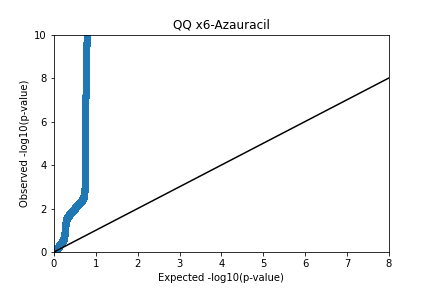 QQ x6-Azauracil
10
8
6
4
2
0
0 1 2 3 4 5 6 7 8
Observed -log10(p-value)
Expected -log10(p-value)